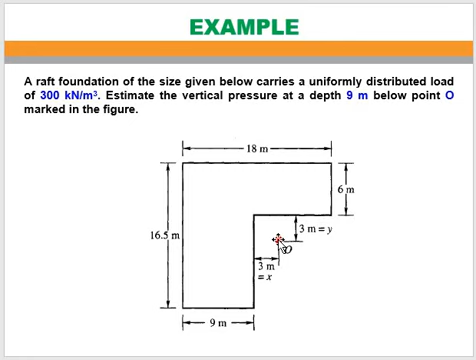 EXAMPLE
A raft foundation of the size given below carries a uniformly distributed load
of 300 kN/m³. Estimate the vertical pressure at a depth 9 m below point O
marked in the figure.
18 m
6 m
16.5 m
3 m = y
O
3 m
= x
9 m